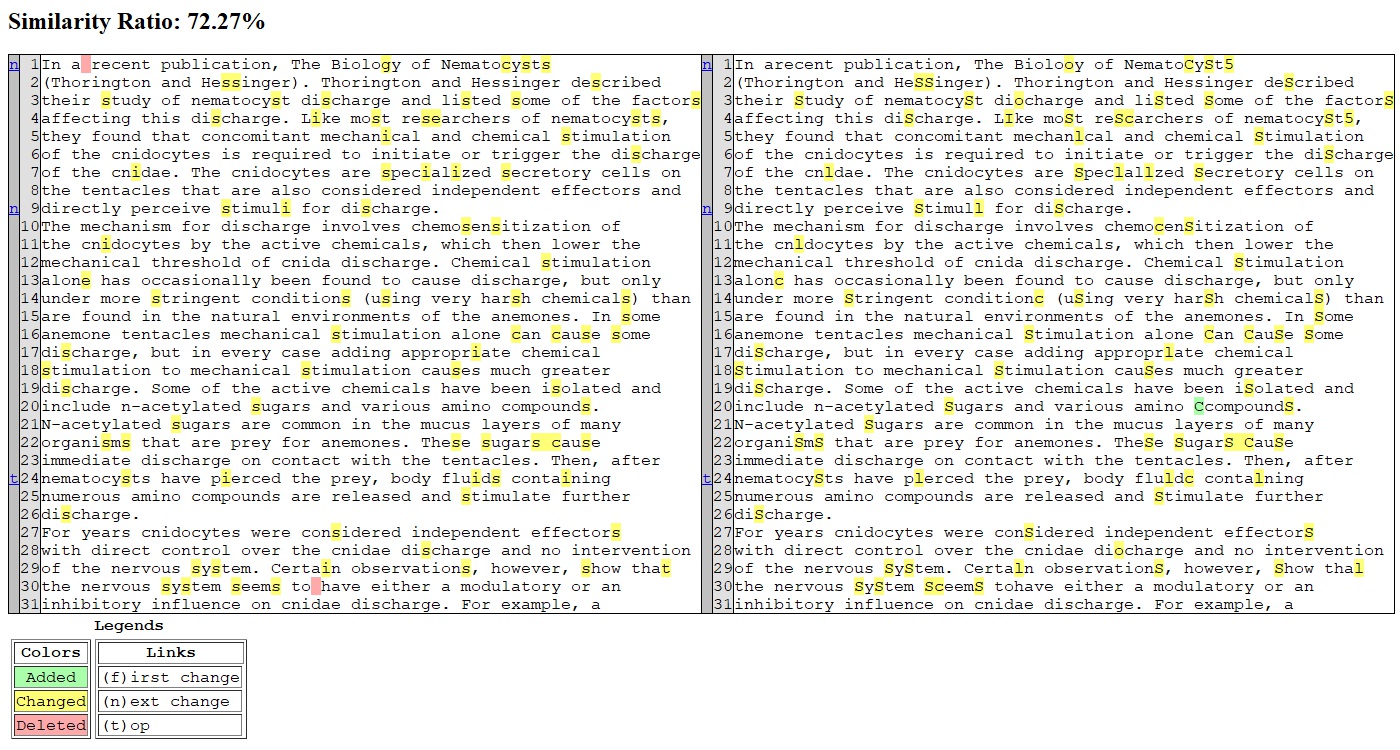 Similarity Ratio: 72.27%
n 1 In a recent publication, The Biology of Nematocysts
2 (Thorington and Hessinger). Thorington and Hessinger described
3 their study of nematocyst discharge and listed some of the factors
4 affecting this discharge. Like most researchers of nematocysts,
5 they found that concomitant mechanical and chemical stimulation
6 of the cnidocytes is required to initiate or trigger the discharge
7 of the cnidae. The cnidocytes are specialized secretory cells on
8 the tentacles that are also considered independent effectors and
n 9 directly perceive stimuli for discharge.
10 The mechanism for discharge involves chemosensitization of
11 the cnidocytes by the active chemicals, which then lower the
12 mechanical threshold of cnida discharge. Chemical stimulation
13 alone has occasionally been found to cause discharge, but only
14 under more stringent conditions (using very harsh chemicals) than
15 are found in the natural environments of the anemones. In some
16 anemone tentacles mechanical stimulation alone can cause some
17 discharge, but in every case adding appropriate chemical
18 stimulation to mechanical stimulation causes much greater
19 discharge. Some of the active chemicals have been isolated and
20 include n-acetylated sugars and various amino compounds.
21 N-acetylated sugars are common in the mucus layers of many
22 organisms that are prey for anemones. These sugars cause
23 immediate discharge on contact with the tentacles. Then, after
t 24 nematocysts have pierced the prey, body fluids containing
25 numerous amino compounds are released and stimulate further
26 discharge.
27 For years cnidocytes were considered independent effectors
28 with direct control over the cnidae discharge and no intervention
29 of the nervous system. Certain observations, however, show that
30 the nervous system seems to have either a modulatory or an
31 inhibitory influence on cnidae discharge. For example, a
n 1 In arecent publication, The Biolooy of NematoCySt5
2 (Thorington and HeSSinger). Thorington and Hessinger deScribed
3 their Study of nematocySt diocharge and liSted Some of the factorS
4 affecting this diScharge. LIke moSt reScarchers of nematocySt5,
5 they found that concomitant mechanlcal and chemical Stimulation
6 of the cnidocytes is required to initiate or trigger the diScharge
7 of the cnldae. The cnidocytes are Speclallzed Secretory cells on
8 the tentacles that are also considered independent effectors and
n 9 directly perceive Stimull for diScharge.
10 The mechanism for discharge involves chemocenSitization of
11 the cnldocytes by the active chemicals, which then lower the
12 mechanical threshold of cnida discharge. Chemical Stimulation
13 alonc has occasionally been found to cause discharge, but only
14 under more Stringent conditionc (uSing very harSh chemicalS) than
15 are found in the natural environments of the anemones. In Some
16 anemone tentacles mechanical Stimulation alone Can CauSe Some
17 diScharge, but in every case adding approprlate chemical
18 Stimulation to mechanical Stimulation cauSes much greater
19 diScharge. Some of the active chemicals have been iSolated and
20 include n-acetylated Sugars and various amino CcompoundS.
21 N-acetylated Sugars are common in the mucus layers of many
22 organiSmS that are prey for anemones. TheSe SugarS CauSe
23 immediate discharge on contact with the tentacles. Then, after
t 24 nematocySts have plerced the prey, body fluldc contalning
25 numerous amino compounds are released and Stimulate further
26 diScharge.
27 For years cnidocytes were conSidered independent effectorS
28 with direct control over the cnidae diocharge and no intervention
29 of the nervous SyStem. Certaln observationS, however, Show thal
30 the nervous SyStem SceemS tohave either a modulatory or an
31 inhibitory influence on cnidae discharge. For example, a
Legends
Colors
Added
Changed
Deleted
Links
(f)irst change
(n)ext change
(t)op